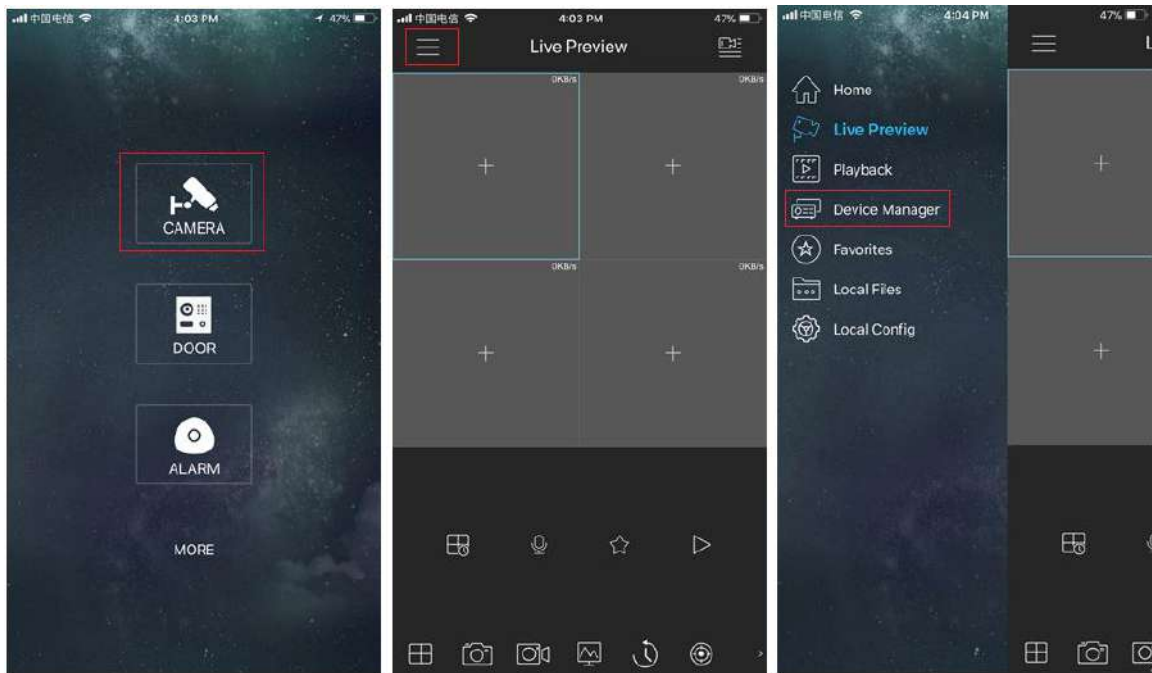 中国电信
4:03 PM
47%
CAMERA
DOOR
ALARM
MORE
中国电信
4:03 PM
47%
Live Preview
0KB/s
0KB/s
0KB/s
0KB/s
中国电信
4:04 PM
47%
L
Home
Live Preview
Playback
Device Manager
Favorites
Local Files
Local Config